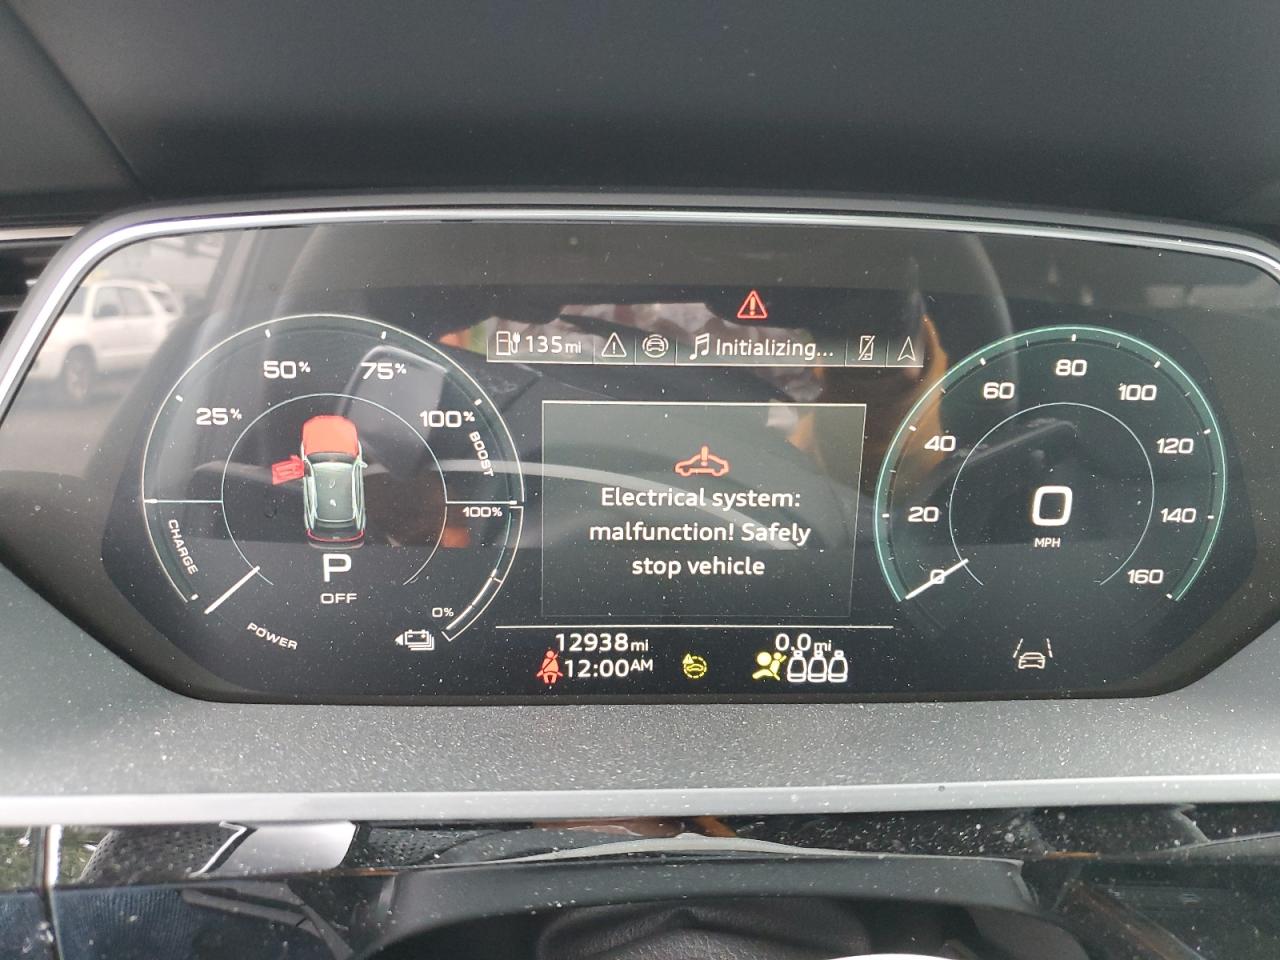 135mi
Initializing...
50%
75%
25%
100%
BOOST
100%
CHARGE
P
OFF
0%
POWER
Electrical system:
malfunction! Safely
stop vehicle
12938mi
0.0mi
12:00AM
0
20
40
60
80
100
120
140
160
0
MPH